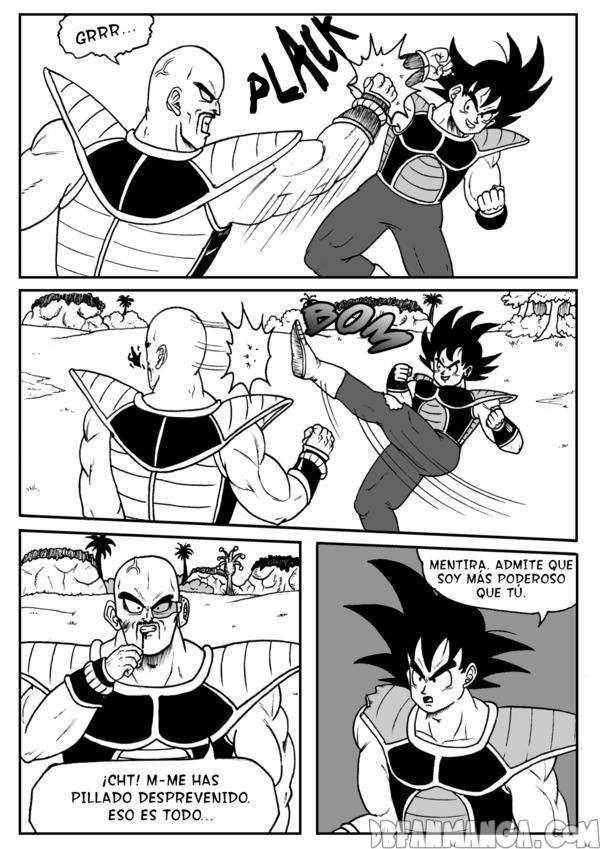 GRRR...
PLACK
BOM
¡CHT! M-ME HAS
PILLADO DESPREVENIDO.
ESO ES TODO...
MENTIRA. ADMITE QUE
SOY MÁS PODEROSO
QUE TÚ.
DBFANMANGA.COM